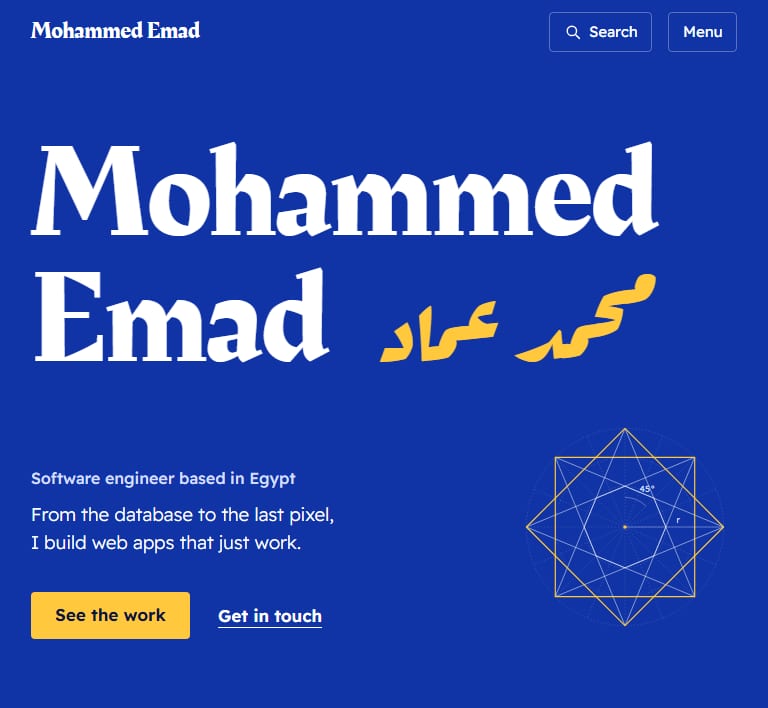 Mohammed Emad
Search
Menu
Mohammed
Emad محمد عماد
Software engineer based in Egypt
From the database to the last pixel,
I build web apps that just work.
45°
r
See the work
Get in touch